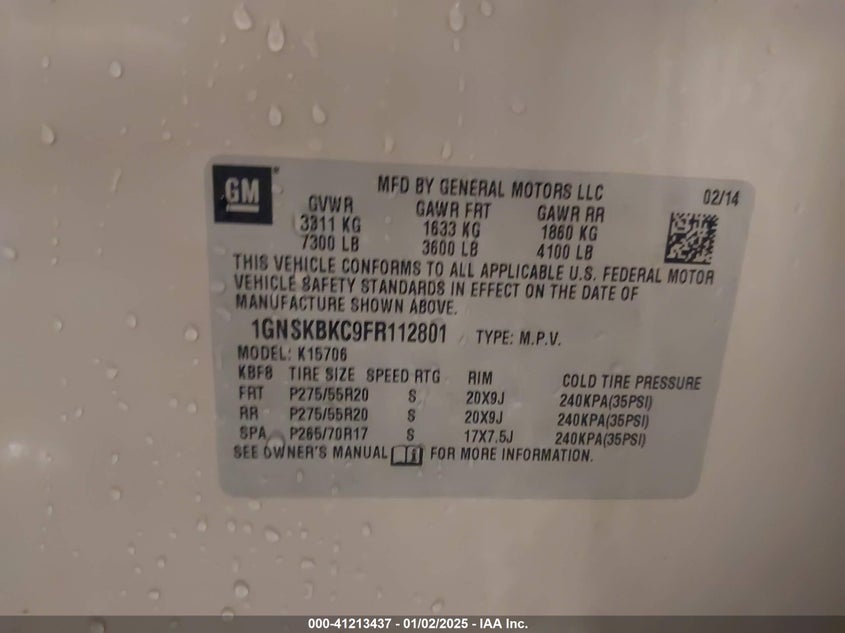 GM
MFD BY GENERAL MOTORS LLC 02/14
GVWR GAWR FRT GAWR RR
3311 KG 1633 KG 1860 KG
7300 LB 3600 LB 4100 LB
THIS VEHICLE CONFORMS TO ALL APPLICABLE U.S. FEDERAL MOTOR
VEHICLE SAFETY STANDARDS IN EFFECT ON THE DATE OF
MANUFACTURE SHOWN ABOVE.
1GNSKBKC9FR112801 TYPE: M.P.V.
MODEL: K15706
KBF8 TIRE SIZE SPEED RTG RIM COLD TIRE PRESSURE
FRT P275/55R20 S 20X9J 240KPA(35PSI)
RR P275/55R20 S 20X9J 240KPA(35PSI)
SPA P265/70R17 S 17X7.5J 240KPA(35PSI)
SEE OWNER'S MANUAL FOR MORE INFORMATION.
000-41213437 - 01/02/2025 - IAA Inc.